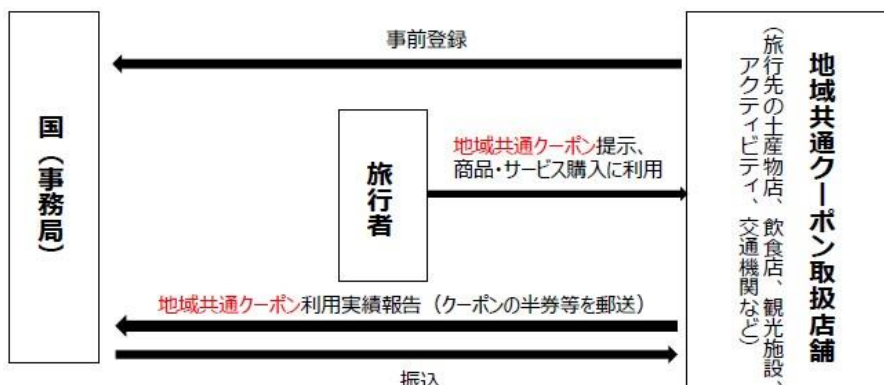 事前登録
国（事務局）
旅行者
地域共通クーポン提示、
商品・サービス購入に利用
地域共通クーポン取扱店舗
（旅行先の土産物店、飲食店、観光施設、
アクティビティ、交通機関など）
地域共通クーポン利用実績報告（クーポンの半券等を郵送）
振込